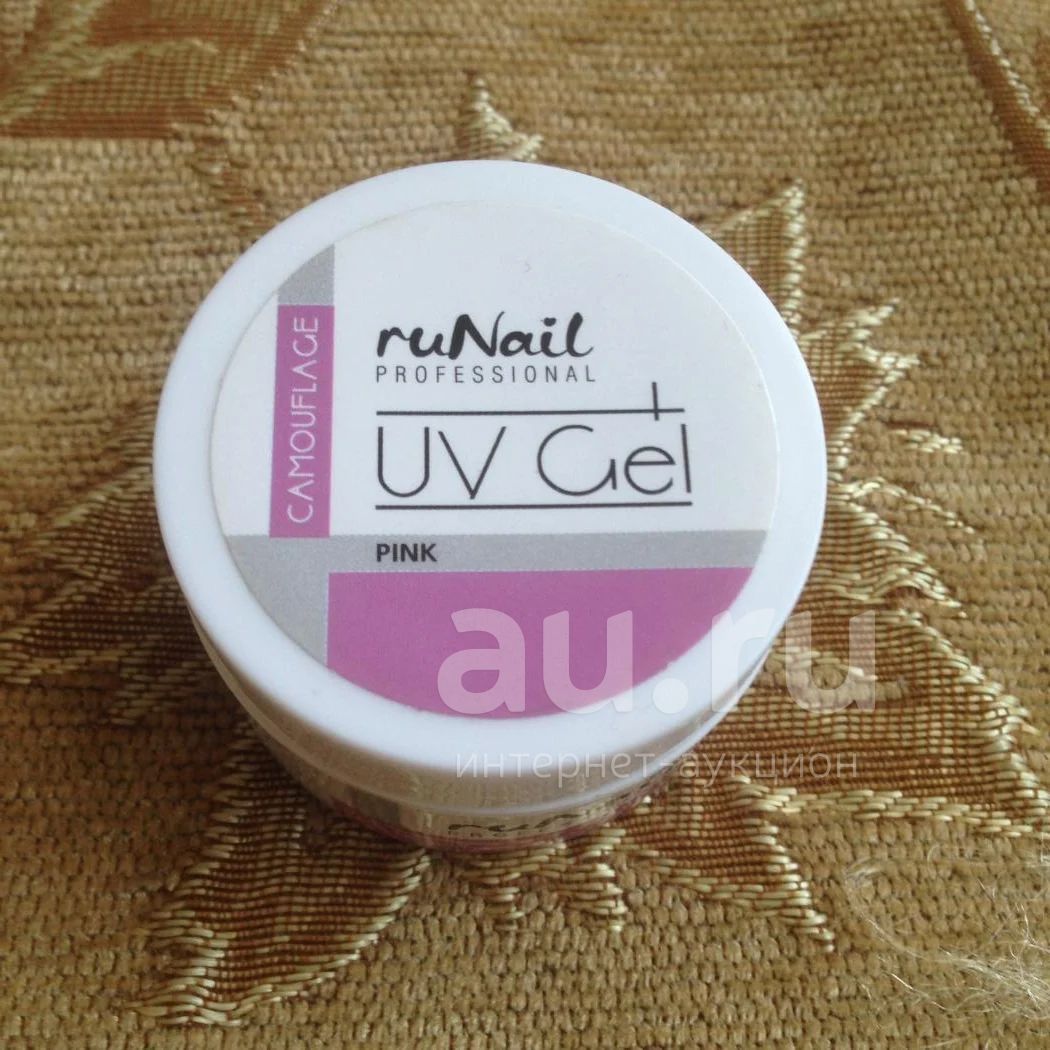 CAMOUFLAGE
ruNail
PROFESSIONAL
UV Gel
PINK
au.ru
интернет-аукцион